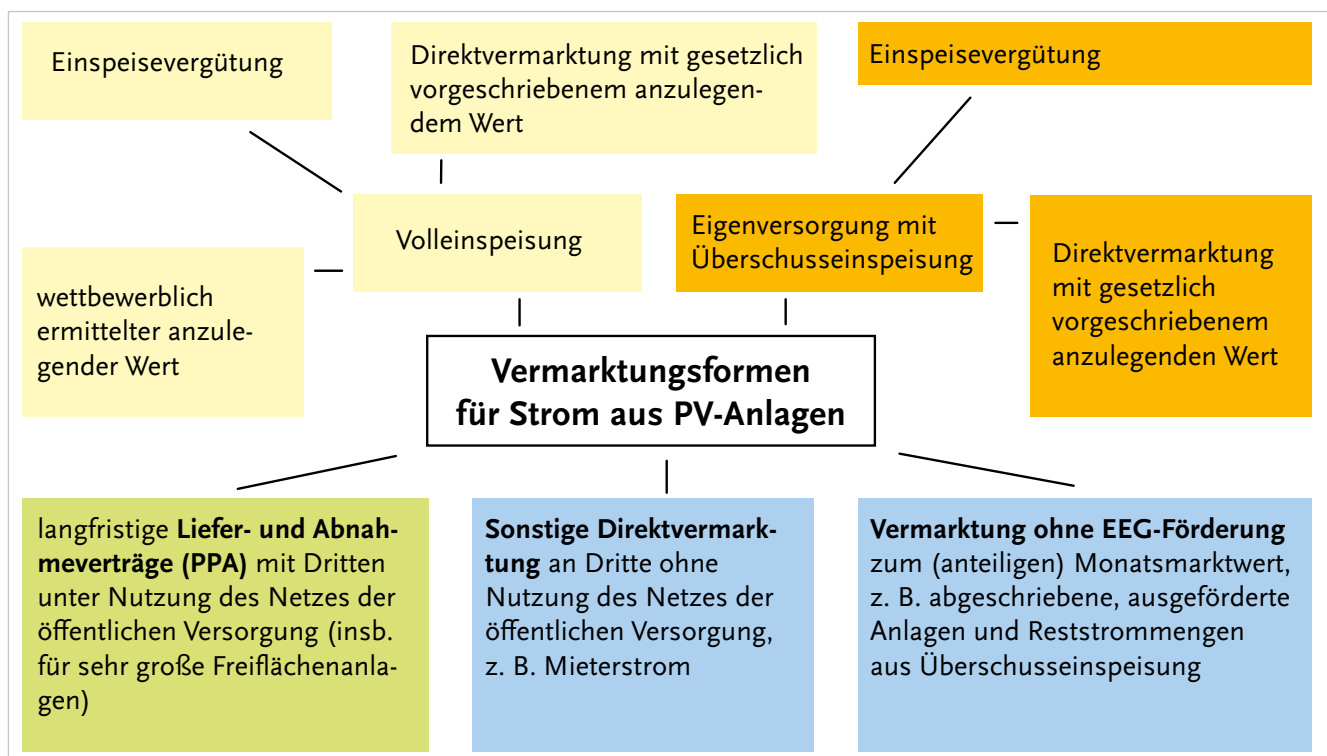 Einspeisevergütung
Direktvermarktung mit gesetzlich
vorgeschriebenem anzulegen-
dem Wert
Einspeisevergütung
Volleinspeisung
Eigenversorgung mit
Überschusseinspeisung
wettbewerblich
ermittelter anzule-
gender Wert
Direktvermarktung
mit gesetzlich
vorgeschriebenem
anzulegenden Wert
Vermarktungsformen
für Strom aus PV-Anlagen
langfristige Liefer- und Abnah-
meverträge (PPA) mit Dritten
unter Nutzung des Netzes der
öffentlichen Versorgung (insb.
für sehr große Freiflächenanla-
gen)
Sonstige Direktvermark-
tung an Dritte ohne
Nutzung des Netzes der
öffentlichen Versorgung,
z. B. Mieterstrom
Vermarktung ohne EEG-Förderung
zum (anteiligen) Monatsmarktwert,
z. B. abgeschriebene, ausgeförderte
Anlagen und Reststrommengen
aus Überschusseinspeisung